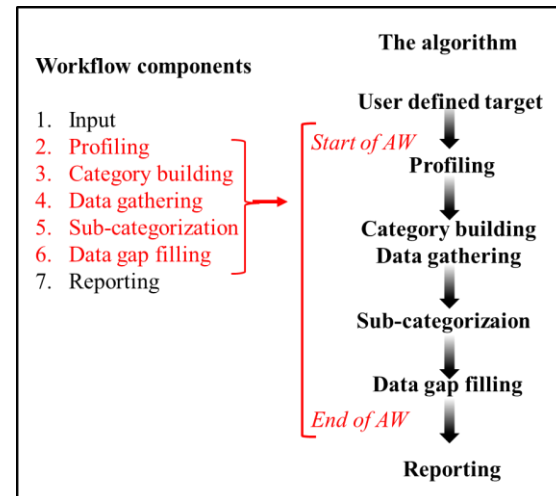 Workflow components
1. Input
2. Profiling
3. Category building
4. Data gathering
5. Sub-categorization
6. Data gap filling
7. Reporting
The algorithm
User defined target
Start of AW
Profiling
Category building
Data gathering
Sub-categorizaion
Data gap filling
End of AW
Reporting